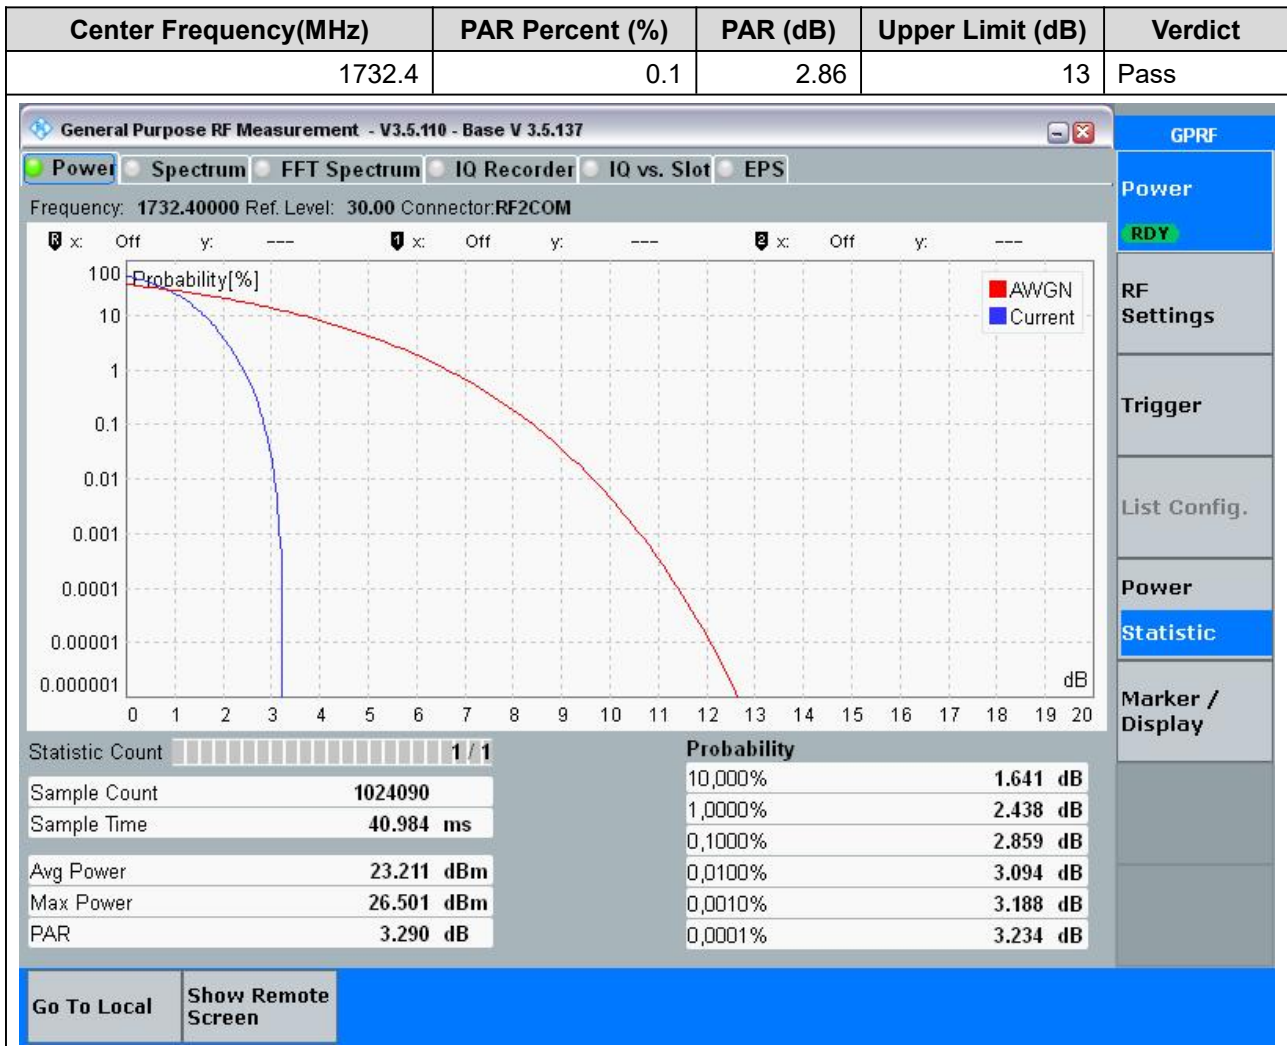 Center Frequency(MHz) PAR Percent (%) PAR (dB) Upper Limit (dB) Verdict
1732.4 0.1 2.86 13 Pass
General Purpose RF Measurement - V3.5.110 - Base V 3.5.137
GPRF
Power Spectrum FFT Spectrum IQ Recorder IQ vs. Slot EPS
Frequency: 1732.40000 Ref. Level: 30.00 Connector:RF2COM
R x: Off y: --- 1 x: Off y: --- 2 x: Off y: ---
Probability[%]
AWGN
Current
100
10
1
0.1
0.01
0.001
0.0001
0.00001
0.000001
dB
0 1 2 3 4 5 6 7 8 9 10 11 12 13 14 15 16 17 18 19 20
Statistic Count 1 / 1
Sample Count 1024090
Sample Time 40.984 ms
Avg Power 23.211 dBm
Max Power 26.501 dBm
PAR 3.290 dB
Probability
10,000% 1.641 dB
1,0000% 2.438 dB
0,1000% 2.859 dB
0,0100% 3.094 dB
0,0010% 3.188 dB
0,0001% 3.234 dB
Power
RDY
RF
Settings
Trigger
List Config.
Power
Statistic
Marker /
Display
Go To Local
Show Remote
Screen